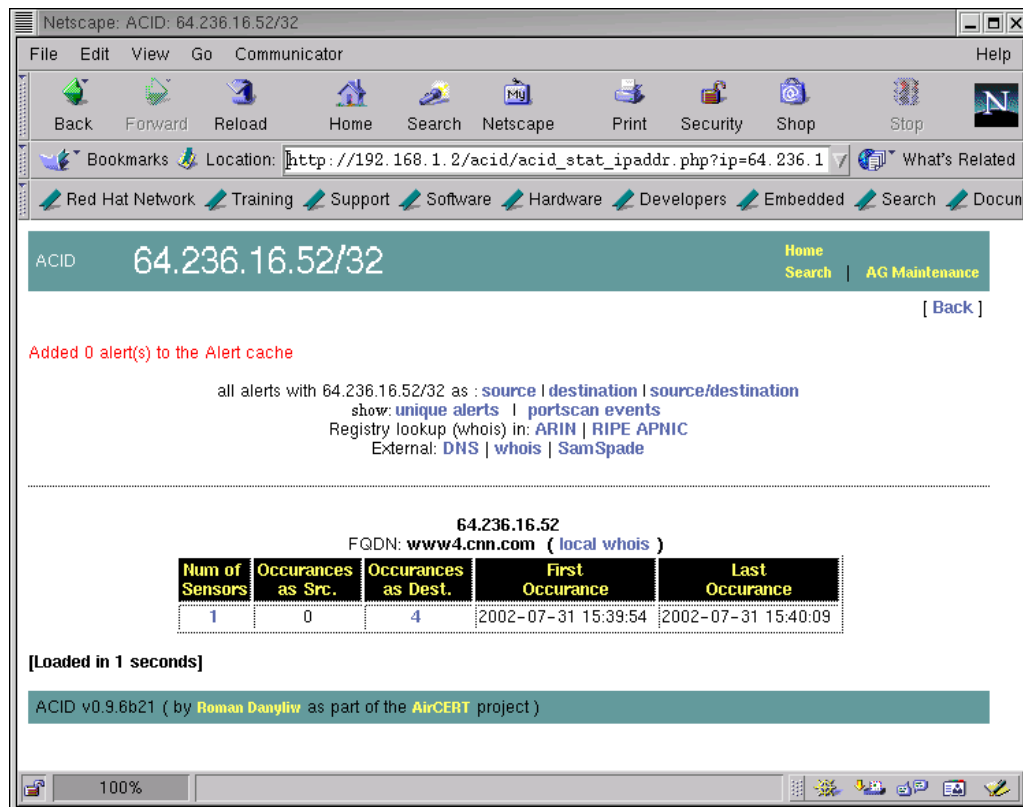 Netscape: ACID: 64.236.16.52/32
File Edit View Go Communicator Help
My N
Back Forward Reload Home Search Netscape Print Security Shop Stop
Bookmarks Location: http://192.168.1.2/acid/acid_stat_ipaddr.php?ip=64.236.1 What's Related
Red Hat Network Training Support Software Hardware Developers Embedded Search Docun
ACID 64.236.16.52/32
Home
Search | AG Maintenance
[ Back ]
Added 0 alert(s) to the Alert cache
all alerts with 64.236.16.52/32 as : source | destination | source/destination
show: unique alerts | portscan events
Registry lookup (whois) in: ARIN | RIPE APNIC
External: DNS | whois | SamSpade
64.236.16.52
FQDN: www4.cnn.com ( local whois )
Num of Sensors Occurances as Src. Occurances as Dest. First Occurance Last Occurance
1 0 4 2002-07-31 15:39:54 2002-07-31 15:40:09
[Loaded in 1 seconds]
ACID v0.9.6b21 ( by Roman Danyliw as part of the AirCERT project )
100%